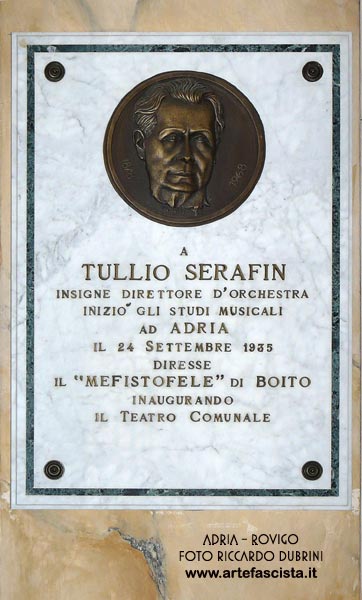 1878 1968
A
TULLIO SERAFIN
INSIGNE DIRETTORE D'ORCHESTRA
INIZIO' GLI STUDI MUSICALI
AD ADRIA
IL 24 SETTEMBRE 1935
DIRESSE
IL "MEFISTOFELE" DI BOITO
INAUGURANDO
IL TEATRO COMUNALE
ADRIA - ROVIGO
FOTO RICCARDO DUBRINI
www.artefascista.it